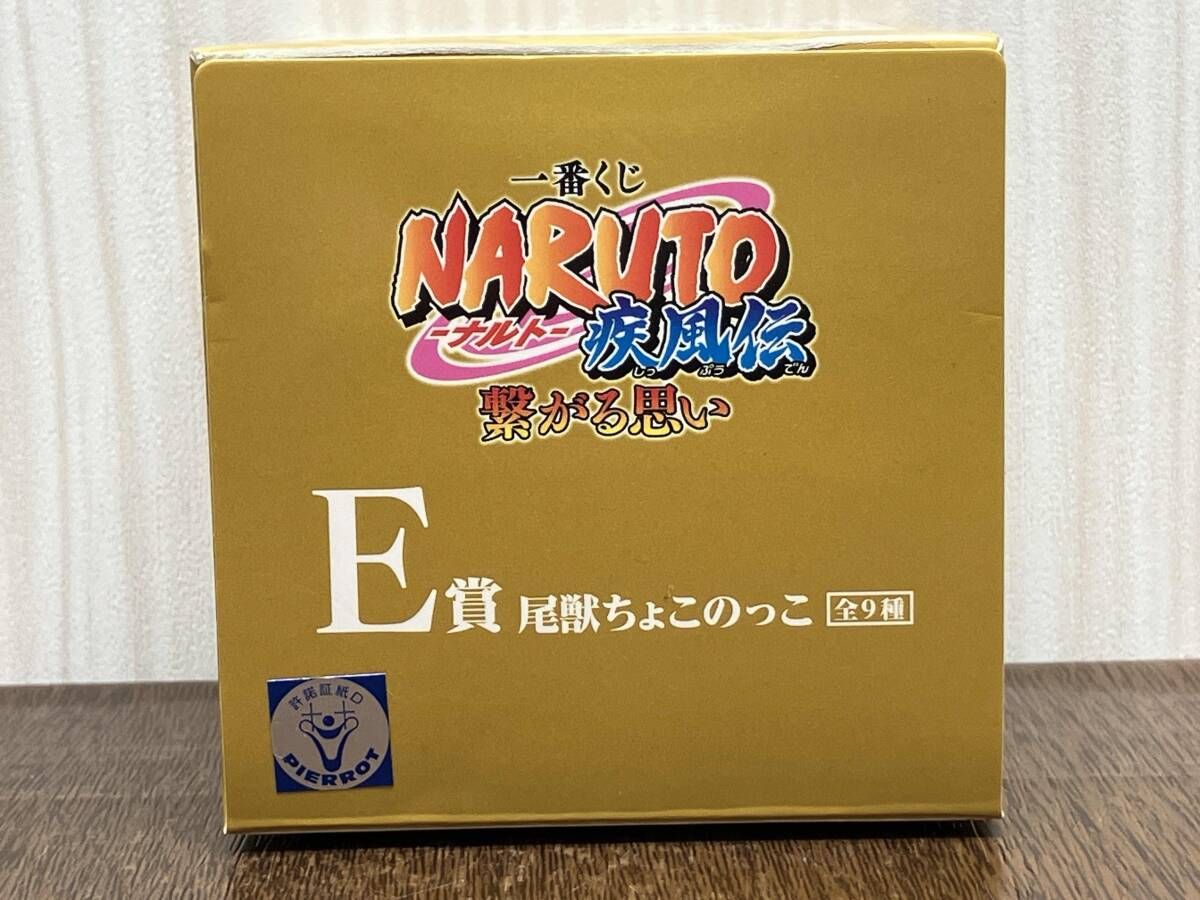 一番くじ
NARUTO
-ナルト-
疾風伝
しっ ぷう でん
繋がる思い
E賞 尾獣ちょこのっこ 全9種
許諾証紙D
PIERROT